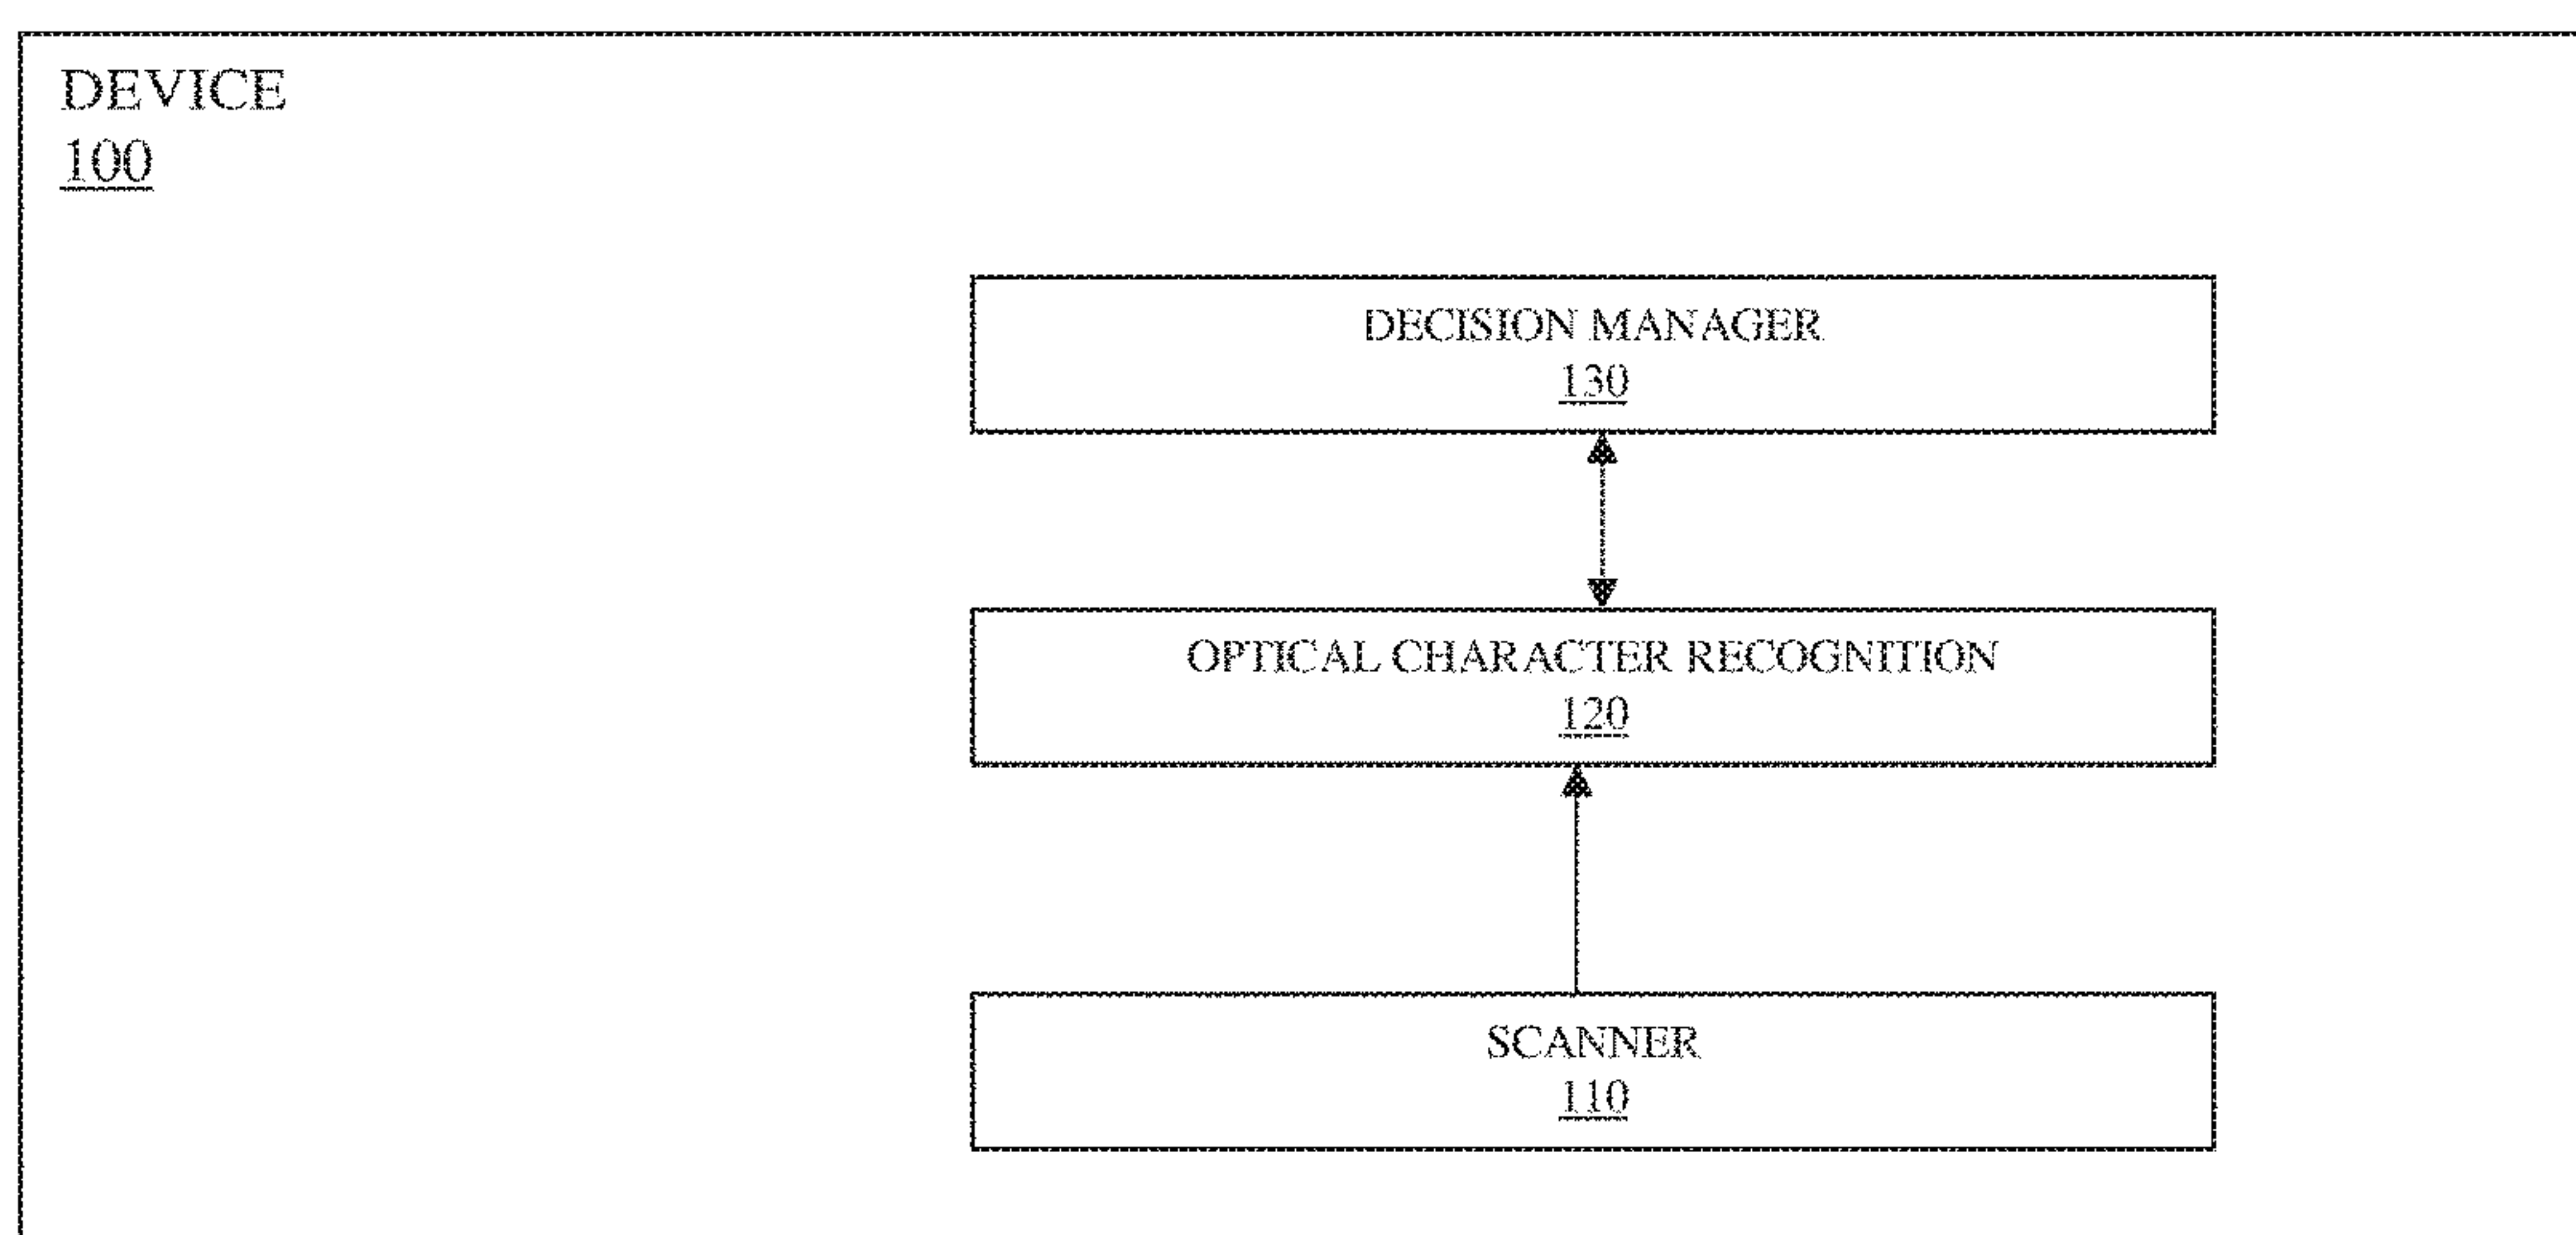 DEVICE
100
DECISION MANAGER
130
OPTICAL CHARACTER RECOGNITION
120
SCANNER
110